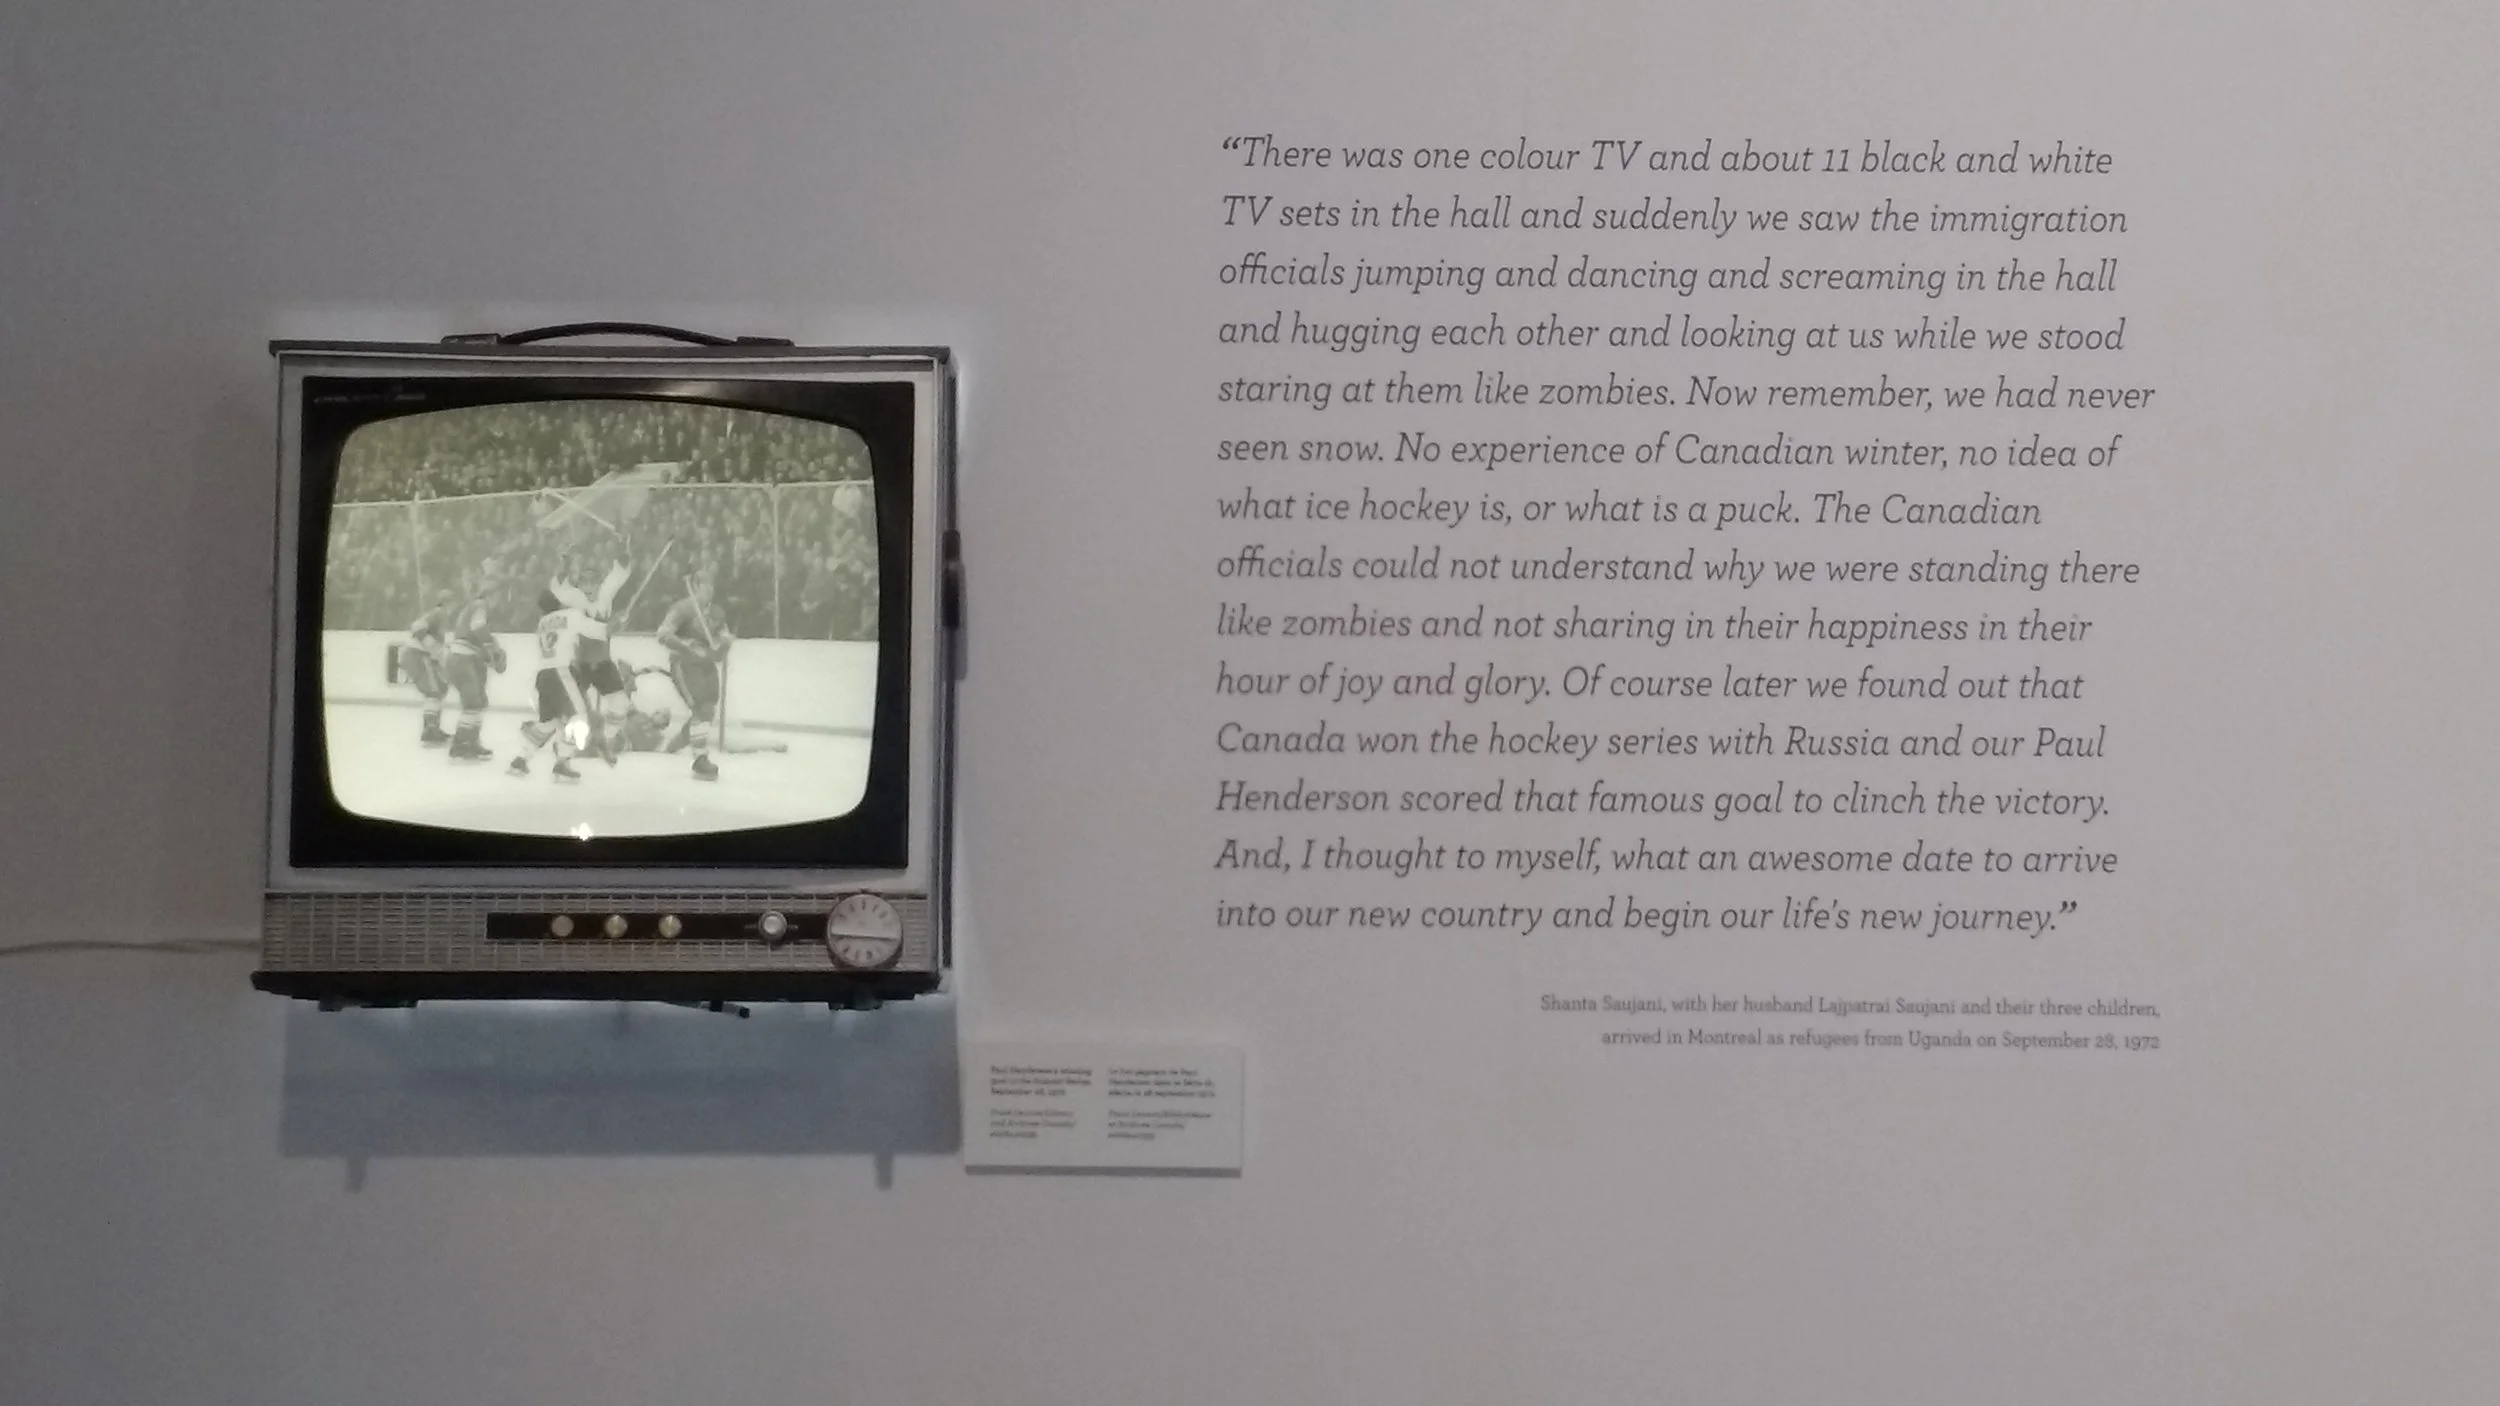 “There was one colour TV and about 11 black and white
TV sets in the hall and suddenly we saw the immigration
officials jumping and dancing and screaming in the hall
and hugging each other and looking at us while we stood
staring at them like zombies. Now remember, we had never
seen snow. No experience of Canadian winter, no idea of
what ice hockey is, or what is a puck. The Canadian
officials could not understand why we were standing there
like zombies and not sharing in their happiness in their
hour of joy and glory. Of course later we found out that
Canada won the hockey series with Russia and our Paul
Henderson scored that famous goal to clinch the victory.
And, I thought to myself, what an awesome date to arrive
into our new country and begin our life's new journey.”
Shanta Saujani, with her husband Lajpatrai Saujani and their three children,
arrived in Montreal as refugees from Uganda on September 28, 1972